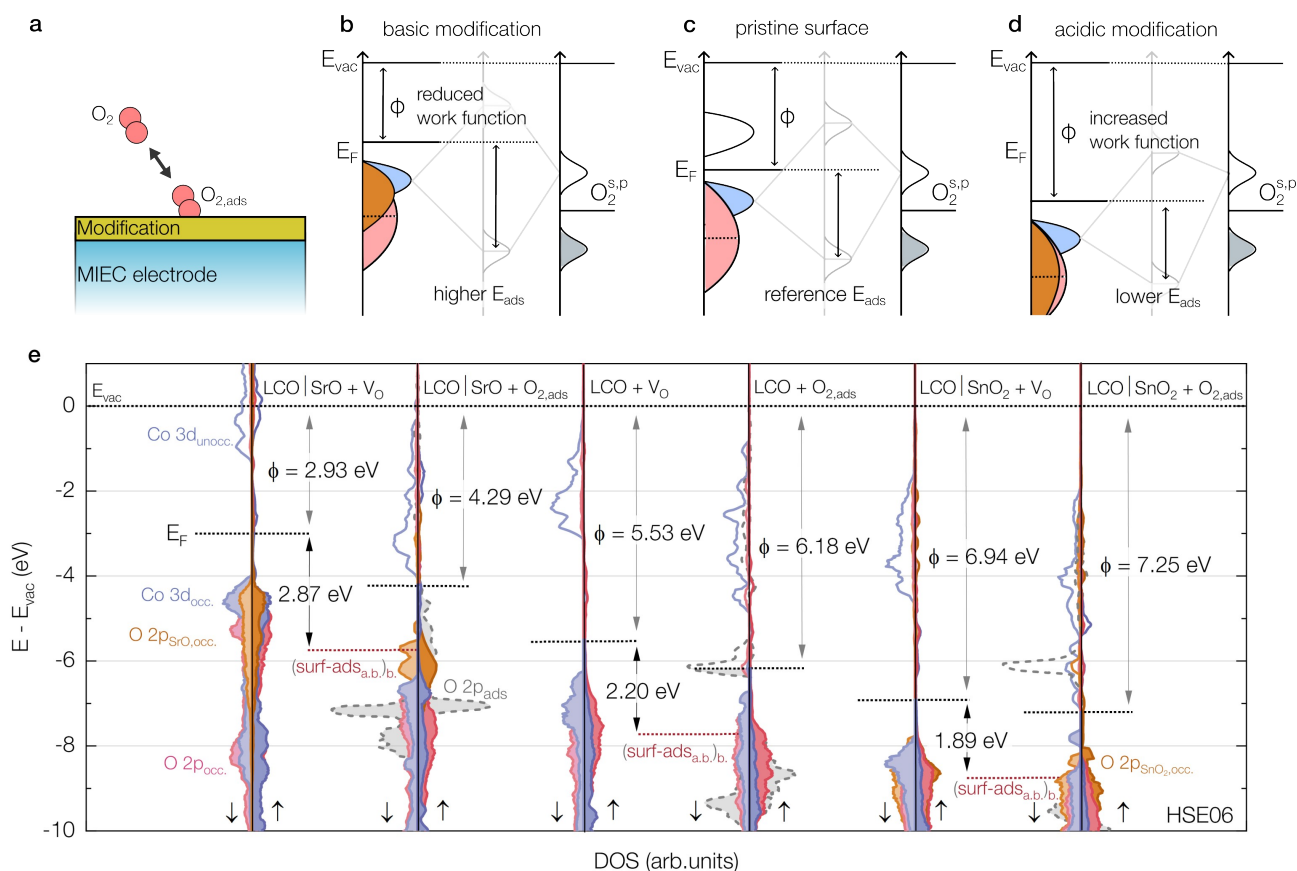 a
O₂
O₂,ads
Modification
MIEC electrode
b
basic modification
Evac
ϕ
reduced
work function
EF
higher Eads
c
pristine surface
Evac
ϕ
EF
O₂s,p
reference Eads
d
acidic modification
Evac
ϕ
increased
work function
EF
O₂s,p
lower Eads
e
Evac
LCO | SrO + VO
LCO | SrO + O₂,ads
LCO + VO
LCO + O₂,ads
LCO | SnO₂ + VO
LCO | SnO₂ + O₂,ads
0
-2
-4
-6
-8
-10
E - Evac (eV)
Co 3dunocc.
ϕ = 2.93 eV
ϕ = 4.29 eV
ϕ = 5.53 eV
ϕ = 6.18 eV
ϕ = 6.94 eV
ϕ = 7.25 eV
EF
Co 3docc.
2.87 eV
O 2pSrO,occ.
(surf-adsa.b.)b.
O 2pads
2.20 eV
(surf-adsa.b.)b.
1.89 eV
(surf-adsa.b.)b.
O 2pocc.
O 2pSnO₂,occ.
↓ ↑ ↓ ↑ ↓ ↑ ↓ ↑ ↓ ↑ ↓ ↑
HSE06
DOS (arb.units)